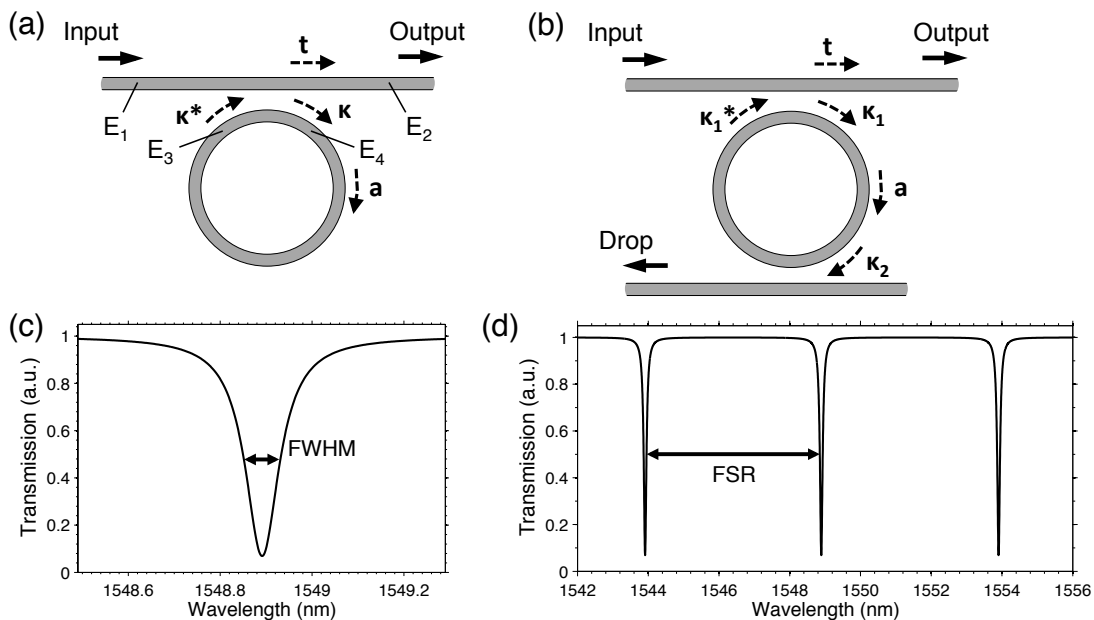 (a)
Input
Output
t
κ*
κ
E1
E2
E3
E4
a
(b)
Input
Output
t
κ1*
κ1
a
Drop
κ2
(c)
Transmission (a.u.)
1
0.8
0.6
0.4
0.2
0
FWHM
1548.6 1548.8 1549 1549.2
Wavelength (nm)
(d)
Transmission (a.u.)
1
0.8
0.6
0.4
0.2
0
FSR
1542 1544 1546 1548 1550 1552 1554 1556
Wavelength (nm)